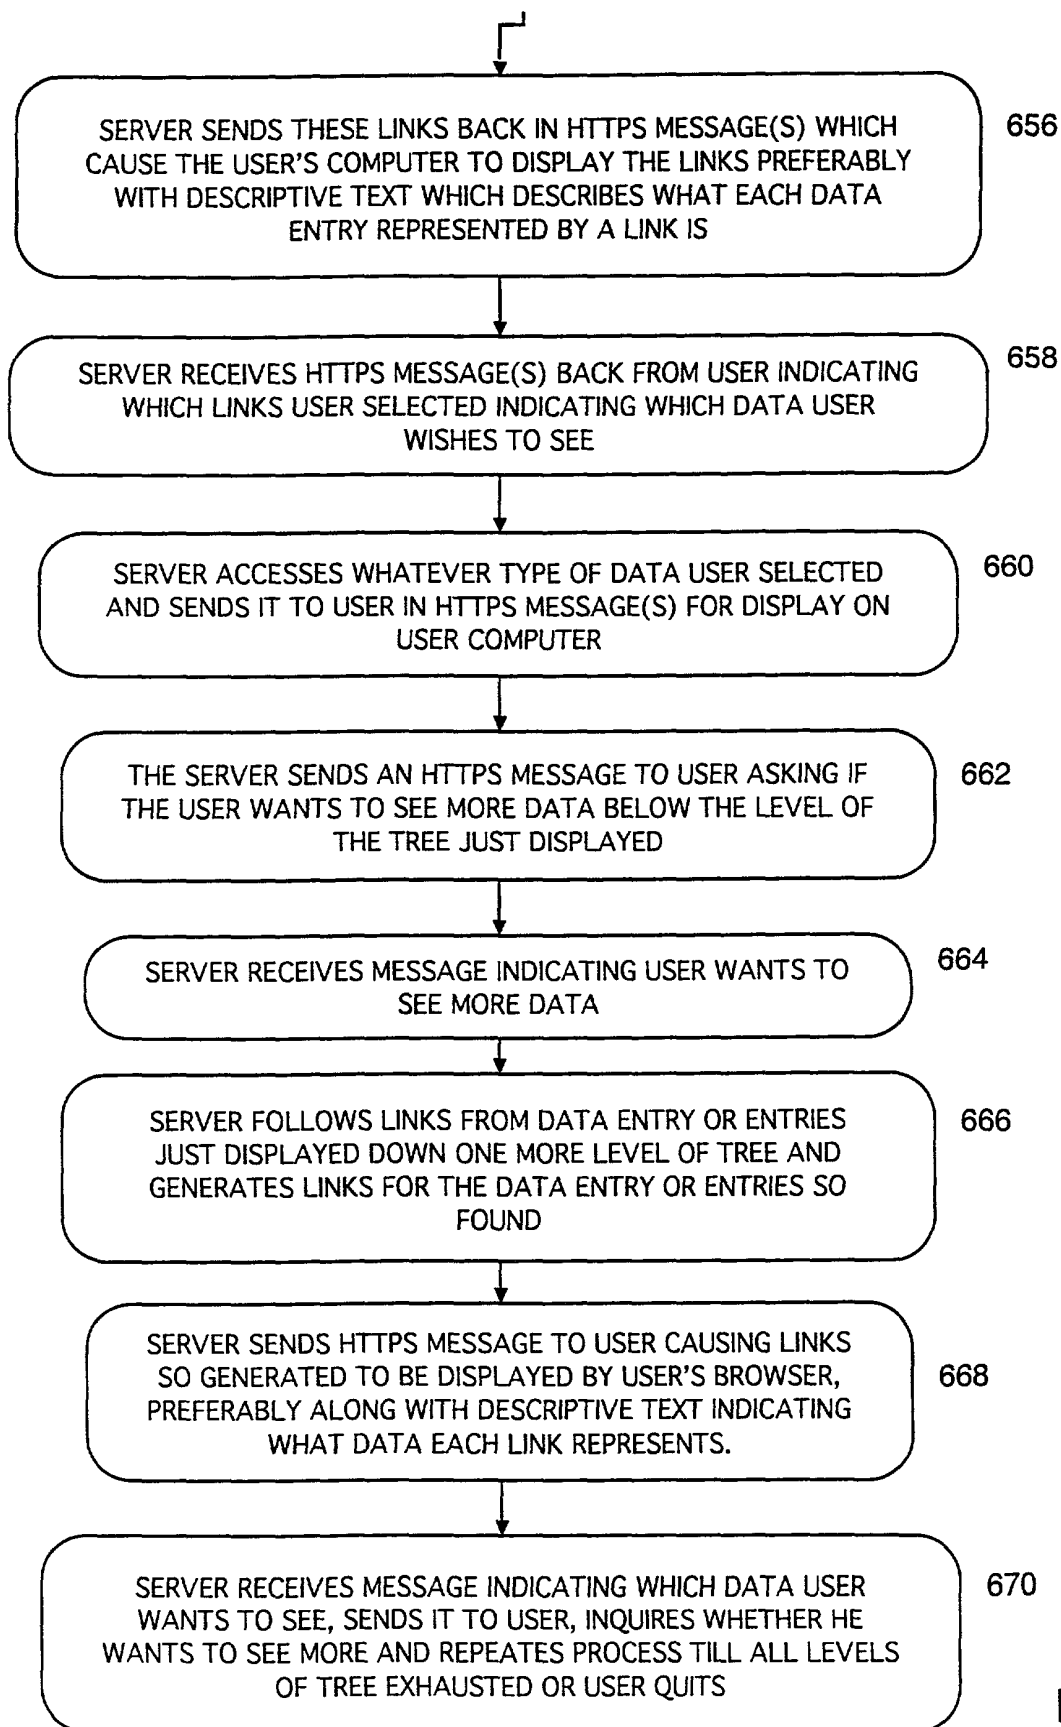 SERVER SENDS THESE LINKS BACK IN HTTPS MESSAGE(S) WHICH
CAUSE THE USER'S COMPUTER TO DISPLAY THE LINKS PREFERABLY
WITH DESCRIPTIVE TEXT WHICH DESCRIBES WHAT EACH DATA
ENTRY REPRESENTED BY A LINK IS
656
SERVER RECEIVES HTTPS MESSAGE(S) BACK FROM USER INDICATING
WHICH LINKS USER SELECTED INDICATING WHICH DATA USER
WISHES TO SEE
658
SERVER ACCESSES WHATEVER TYPE OF DATA USER SELECTED
AND SENDS IT TO USER IN HTTPS MESSAGE(S) FOR DISPLAY ON
USER COMPUTER
660
THE SERVER SENDS AN HTTPS MESSAGE TO USER ASKING IF
THE USER WANTS TO SEE MORE DATA BELOW THE LEVEL OF
THE TREE JUST DISPLAYED
662
SERVER RECEIVES MESSAGE INDICATING USER WANTS TO
SEE MORE DATA
664
SERVER FOLLOWS LINKS FROM DATA ENTRY OR ENTRIES
JUST DISPLAYED DOWN ONE MORE LEVEL OF TREE AND
GENERATES LINKS FOR THE DATA ENTRY OR ENTRIES SO
FOUND
666
SERVER SENDS HTTPS MESSAGE TO USER CAUSING LINKS
SO GENERATED TO BE DISPLAYED BY USER'S BROWSER,
PREFERABLY ALONG WITH DESCRIPTIVE TEXT INDICATING
WHAT DATA EACH LINK REPRESENTS.
668
SERVER RECEIVES MESSAGE INDICATING WHICH DATA USER
WANTS TO SEE, SENDS IT TO USER, INQUIRES WHETHER HE
WANTS TO SEE MORE AND REPEATS PROCESS TILL ALL LEVELS
OF TREE EXHAUSTED OR USER QUITS
670